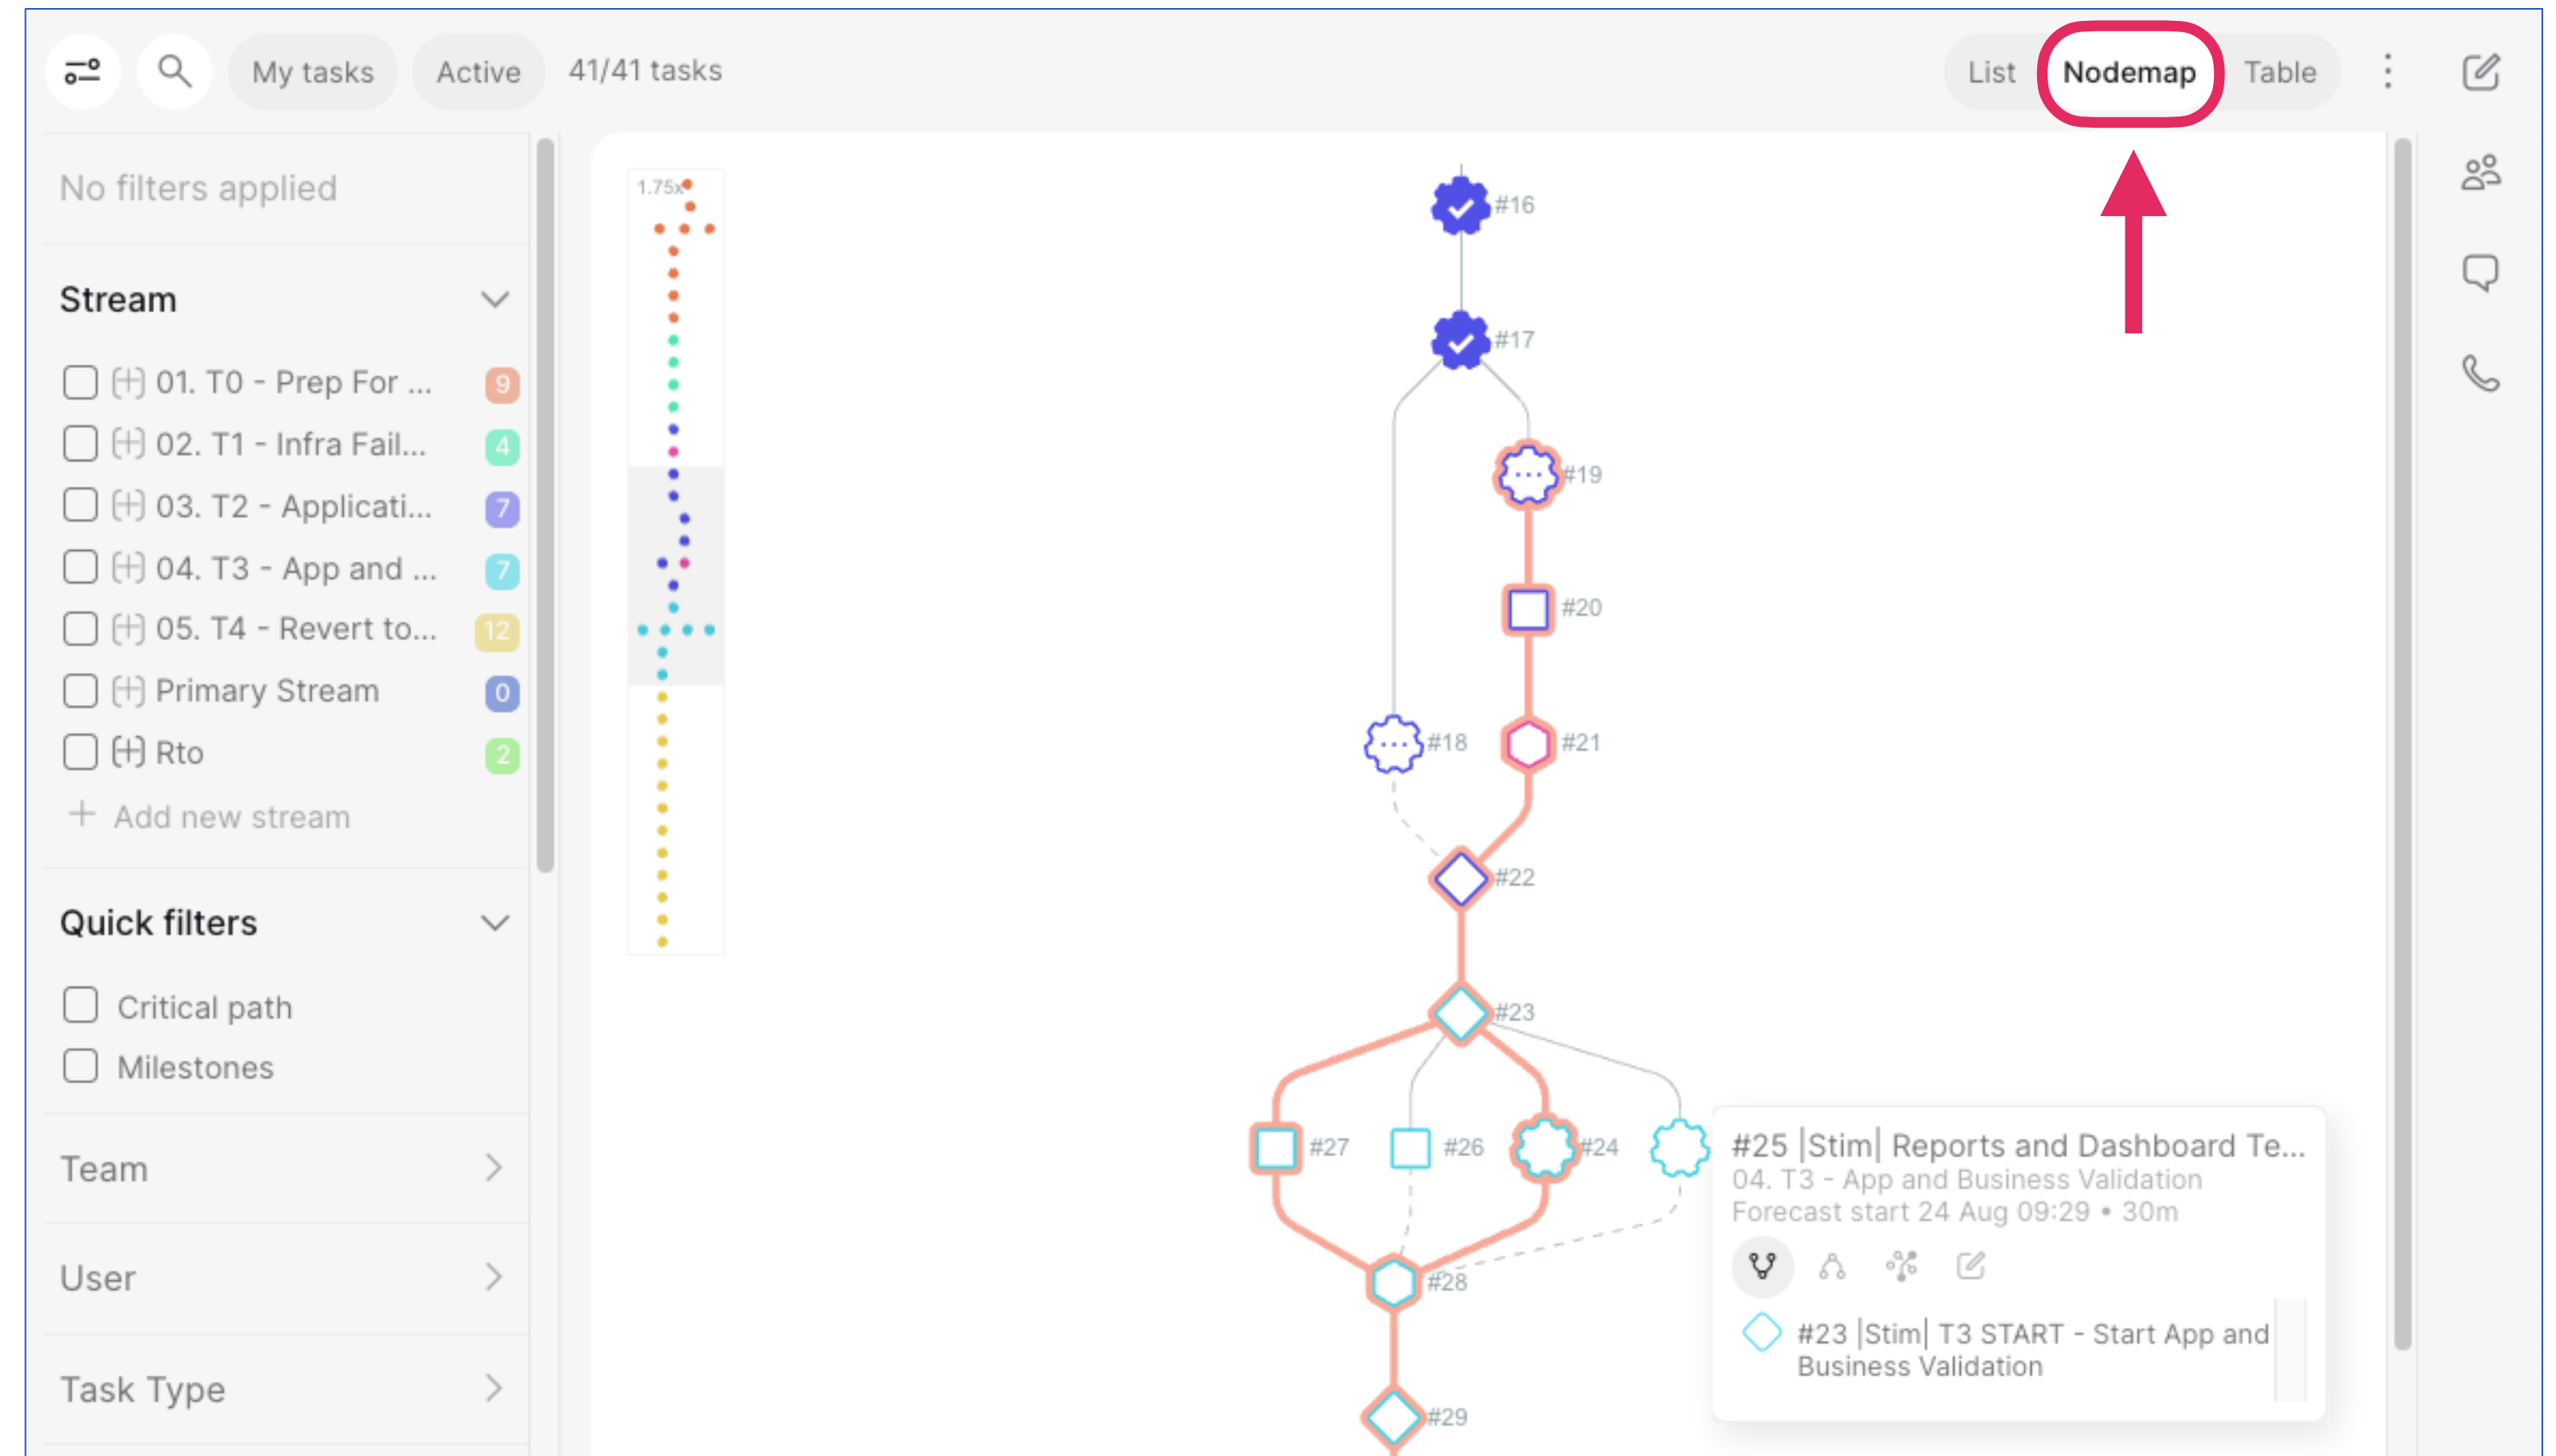 My tasks
Active
41/41 tasks
List
Nodemap
Table
No filters applied
Stream
01. T0 - Prep For ...
9
02. T1 - Infra Fail...
4
03. T2 - Applicati...
7
04. T3 - App and ...
7
05. T4 - Revert to...
12
Primary Stream
0
Rto
2
+ Add new stream
Quick filters
Critical path
Milestones
Team
User
Task Type
1.75x
#16
#17
#19
#20
#18
#21
#22
#23
#27
#26
#24
#28
#29
#25 |Stim| Reports and Dashboard Te...
04. T3 - App and Business Validation
Forecast start 24 Aug 09:29 • 30m
#23 |Stim| T3 START - Start App and
Business Validation